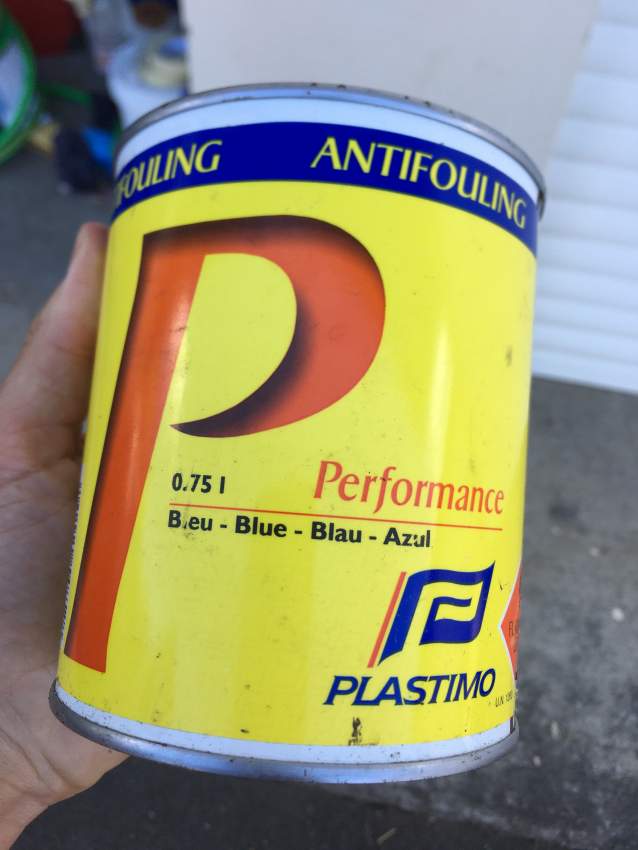 ANTIFOULING
ANTIFOULING
P
0.75 l
Performance
Bleu - Blue - Blau - Azul
PLASTIMO
U.N.